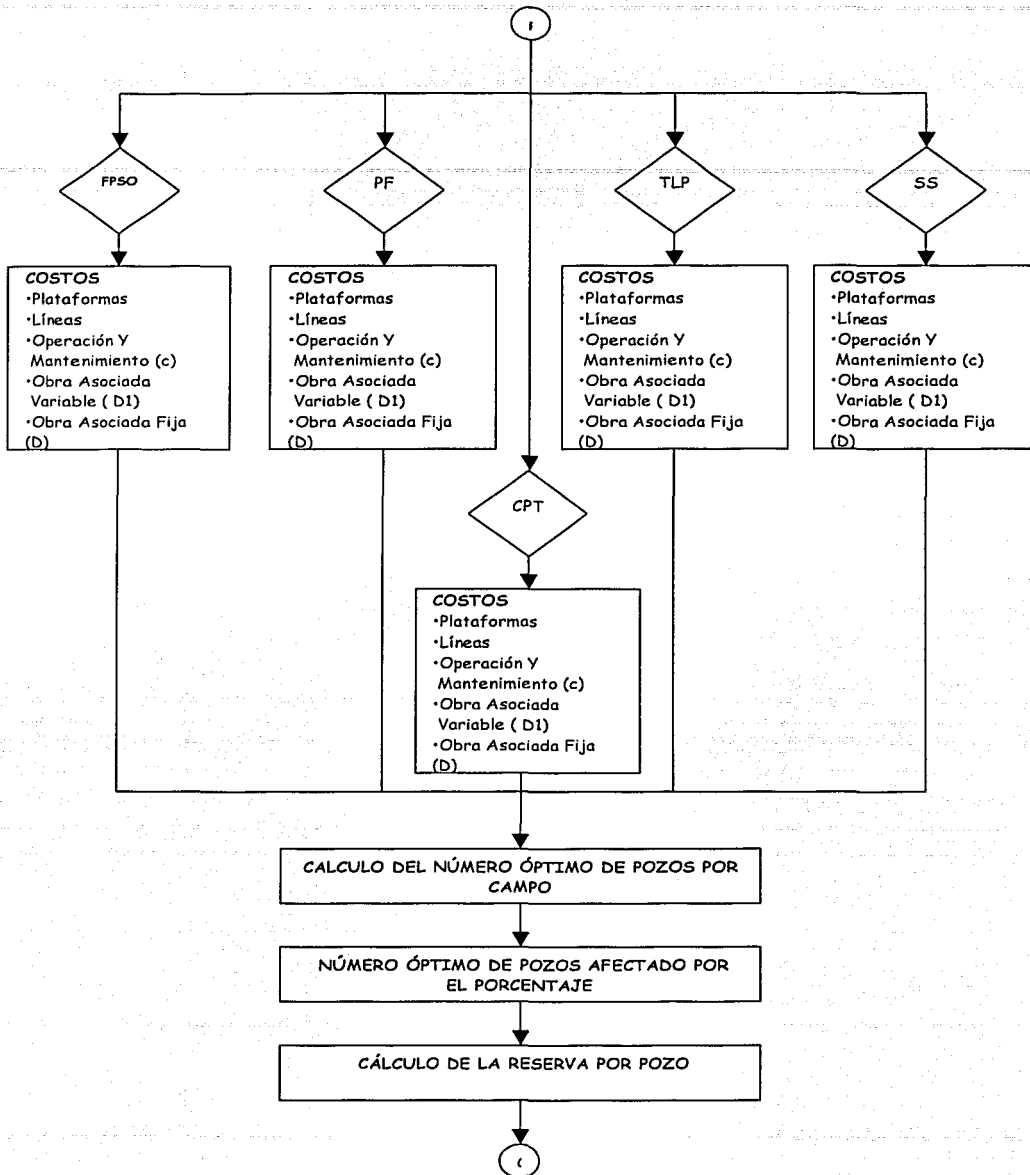 FPSO
PF
TLP
SS
COSTOS
•Plataformas
•Líneas
•Operación Y
Mantenimiento (c)
•Obra Asociada
Variable ( D1)
•Obra Asociada Fija
(D)
COSTOS
•Plataformas
•Líneas
•Operación Y
Mantenimiento (c)
•Obra Asociada
Variable ( D1)
•Obra Asociada Fija
(D)
COSTOS
•Plataformas
•Líneas
•Operación Y
Mantenimiento (c)
•Obra Asociada
Variable ( D1)
•Obra Asociada Fija
(D)
COSTOS
•Plataformas
•Líneas
•Operación Y
Mantenimiento (c)
•Obra Asociada
Variable ( D1)
•Obra Asociada Fija
(D)
CPT
COSTOS
•Plataformas
•Líneas
•Operación Y
Mantenimiento (c)
•Obra Asociada
Variable ( D1)
•Obra Asociada Fija
(D)
CALCULO DEL NÚMERO ÓPTIMO DE POZOS POR
CAMPO
NÚMERO ÓPTIMO DE POZOS AFECTADO POR
EL PORCENTAJE
CÁLCULO DE LA RESERVA POR POZO